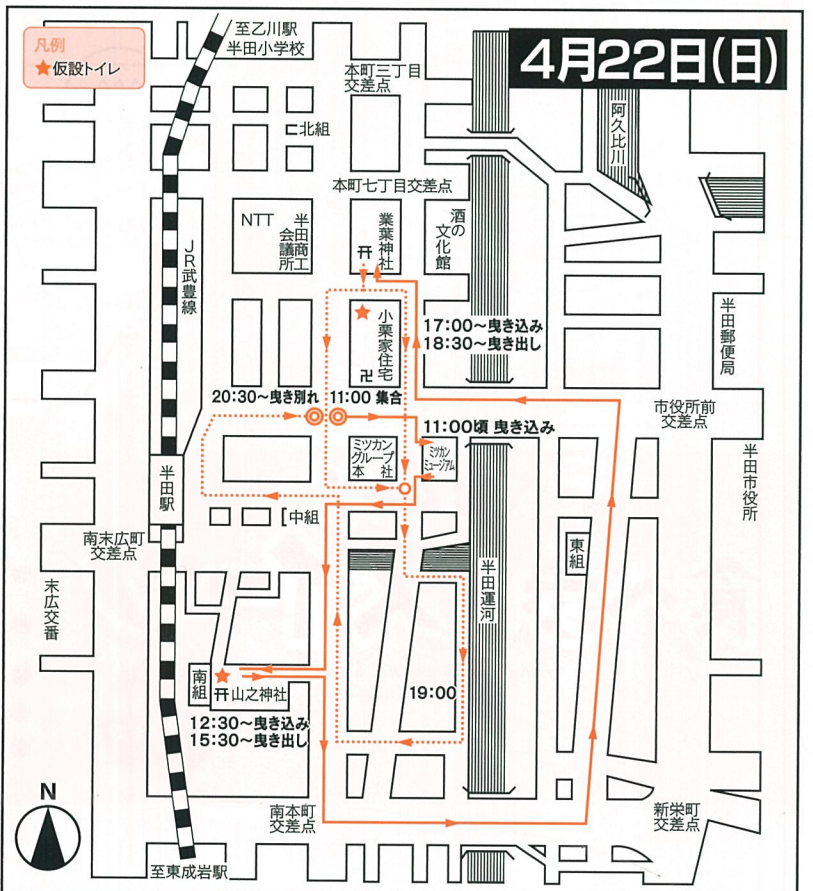 凡例
★仮設トイレ
4月22日(日)
至乙川駅
半田小学校
本町三丁目
交差点
阿久比川
北組
本町七丁目交差点
NTT
半田商工
会議所
業葉神社
酒の
文化館
JR武豊線
小栗家住宅
17:00～曳き込み
18:30～曳き出し
半田郵便局
20:30～曳き別れ
11:00 集合
11:00頃 曳き込み
市役所前
交差点
ミツカン
グループ
本社
ミツカン
ミュージアム
半田市役所
半田駅
中組
南末広町
交差点
東組
半田運河
末広交番
南組
山之神社
19:00
12:30～曳き込み
15:30～曳き出し
N
南本町
交差点
新栄町
交差点
至東成岩駅